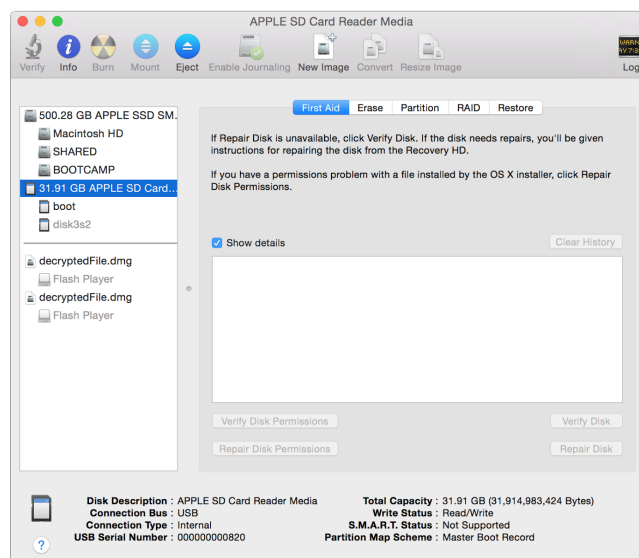 APPLE SD Card Reader Media
WARN
AY 7:3
Verify Info Burn Mount Eject Enable Journaling New Image Convert Resize Image Log
500.28 GB APPLE SSD SM.
Macintosh HD
SHARED
BOOTCAMP
31.91 GB APPLE SD Card...
boot
disk3s2
decryptedFile.dmg
Flash Player
decryptedFile.dmg
Flash Player
First Aid Erase Partition RAID Restore
If Repair Disk is unavailable, click Verify Disk. If the disk needs repairs, you'll be given
instructions for repairing the disk from the Recovery HD.
If you have a permissions problem with a file installed by the OS X installer, click Repair
Disk Permissions.
Show details Clear History
Verify Disk Permissions Verify Disk
Repair Disk Permissions Repair Disk
Disk Description : APPLE SD Card Reader Media Total Capacity : 31.91 GB (31,914,983,424 Bytes)
Connection Bus : USB Write Status : Read/Write
Connection Type : Internal S.M.A.R.T. Status : Not Supported
USB Serial Number : 000000000820 Partition Map Scheme : Master Boot Record
?